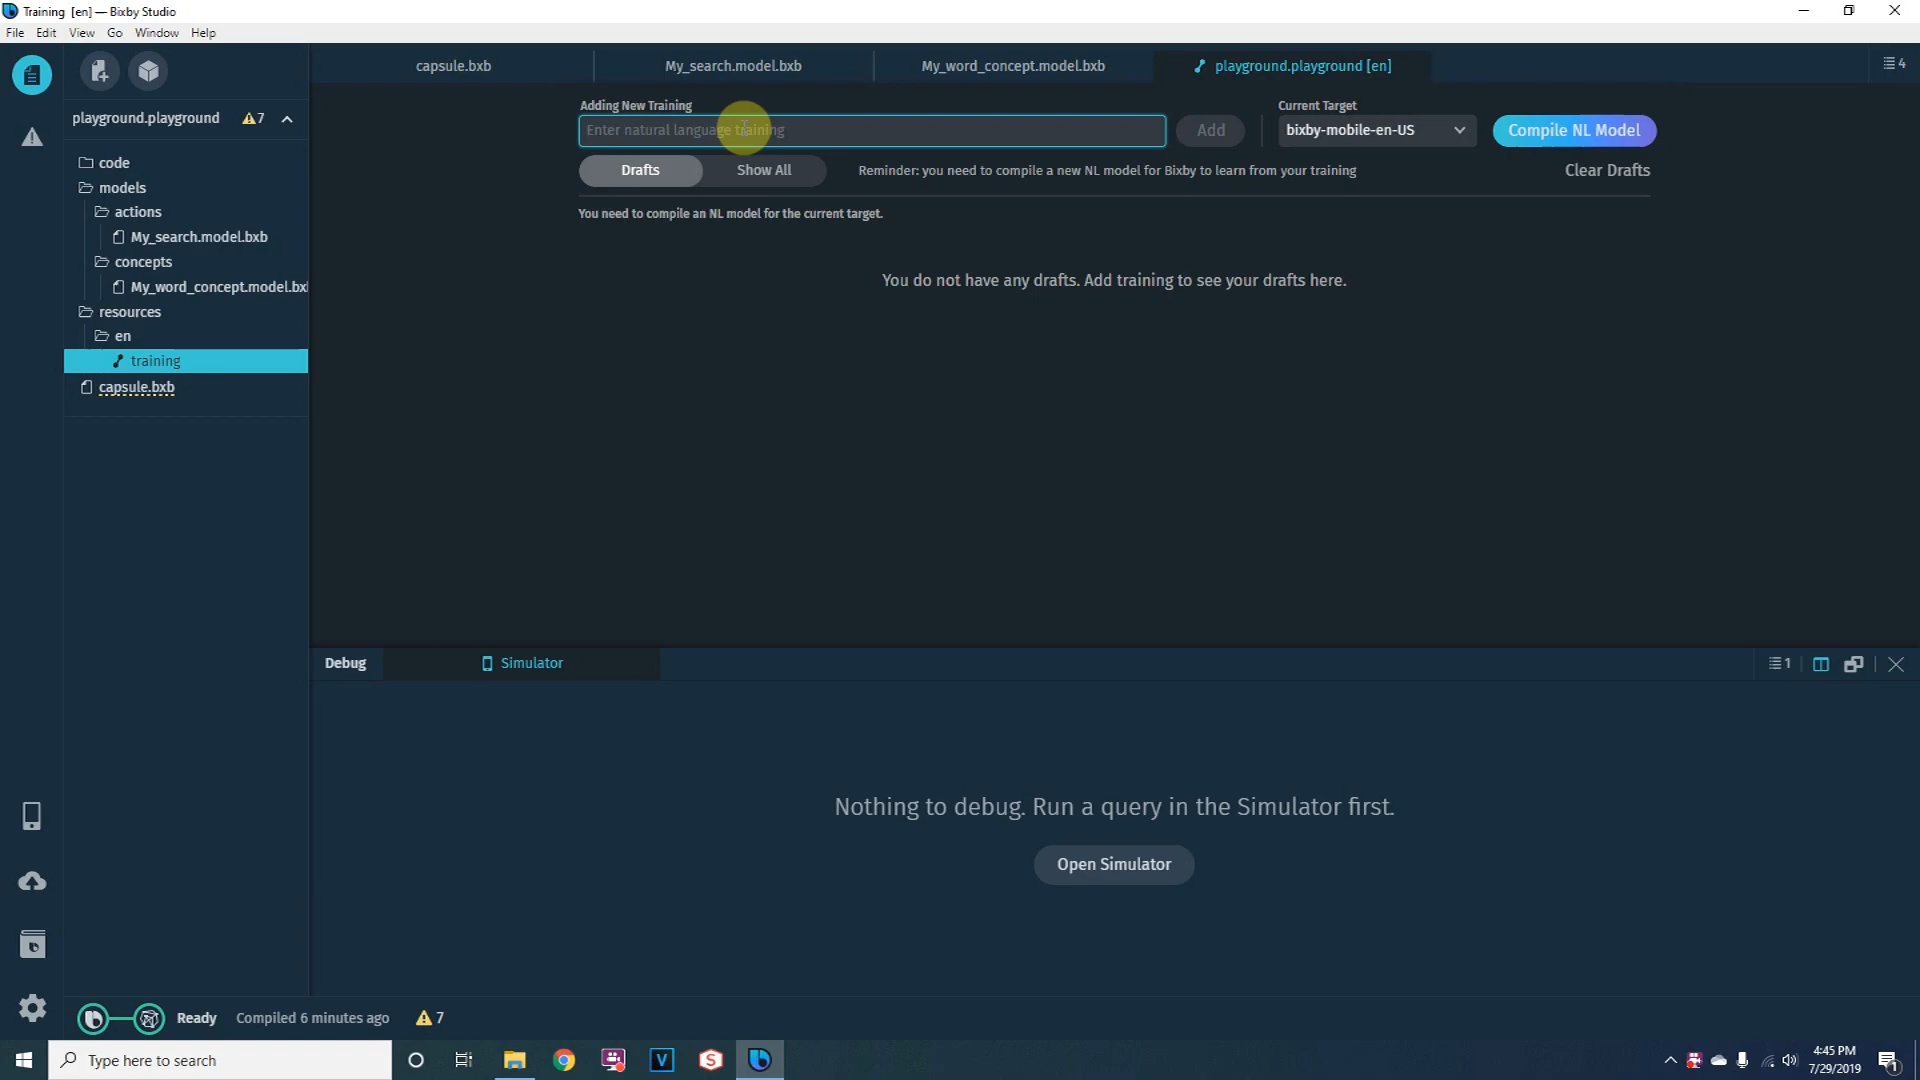 Training [en] — Bixby Studio
File Edit View Go Window Help
capsule.bxb My_search.model.bxb My_word_concept.model.bxb playground.playground [en] 4
playground.playground 7
code
models
actions
My_search.model.bxb
concepts
My_word_concept.model.bx
resources
en
training
capsule.bxb
Adding New Training Current Target
Enter natural language training Add bixby-mobile-en-US Compile NL Model
Drafts Show All Reminder: you need to compile a new NL model for Bixby to learn from your training Clear Drafts
You need to compile an NL model for the current target.
You do not have any drafts. Add training to see your drafts here.
Debug Simulator 1
Nothing to debug. Run a query in the Simulator first.
Open Simulator
Ready Compiled 6 minutes ago 7
Type here to search
V S
4:45 PM
7/29/2019
1